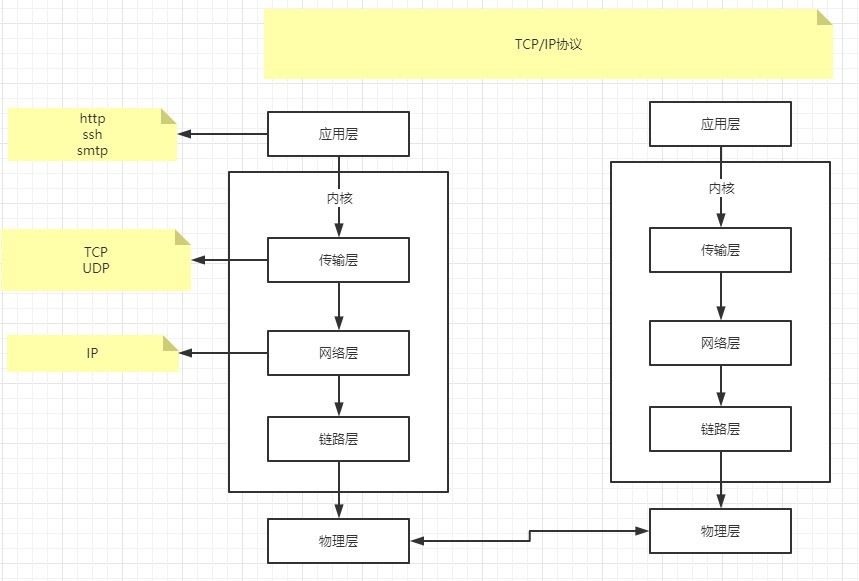 TCP/IP协议
http
ssh
smtp
应用层
内核
TCP
UDP
传输层
IP
网络层
链路层
物理层
应用层
内核
传输层
网络层
链路层
物理层